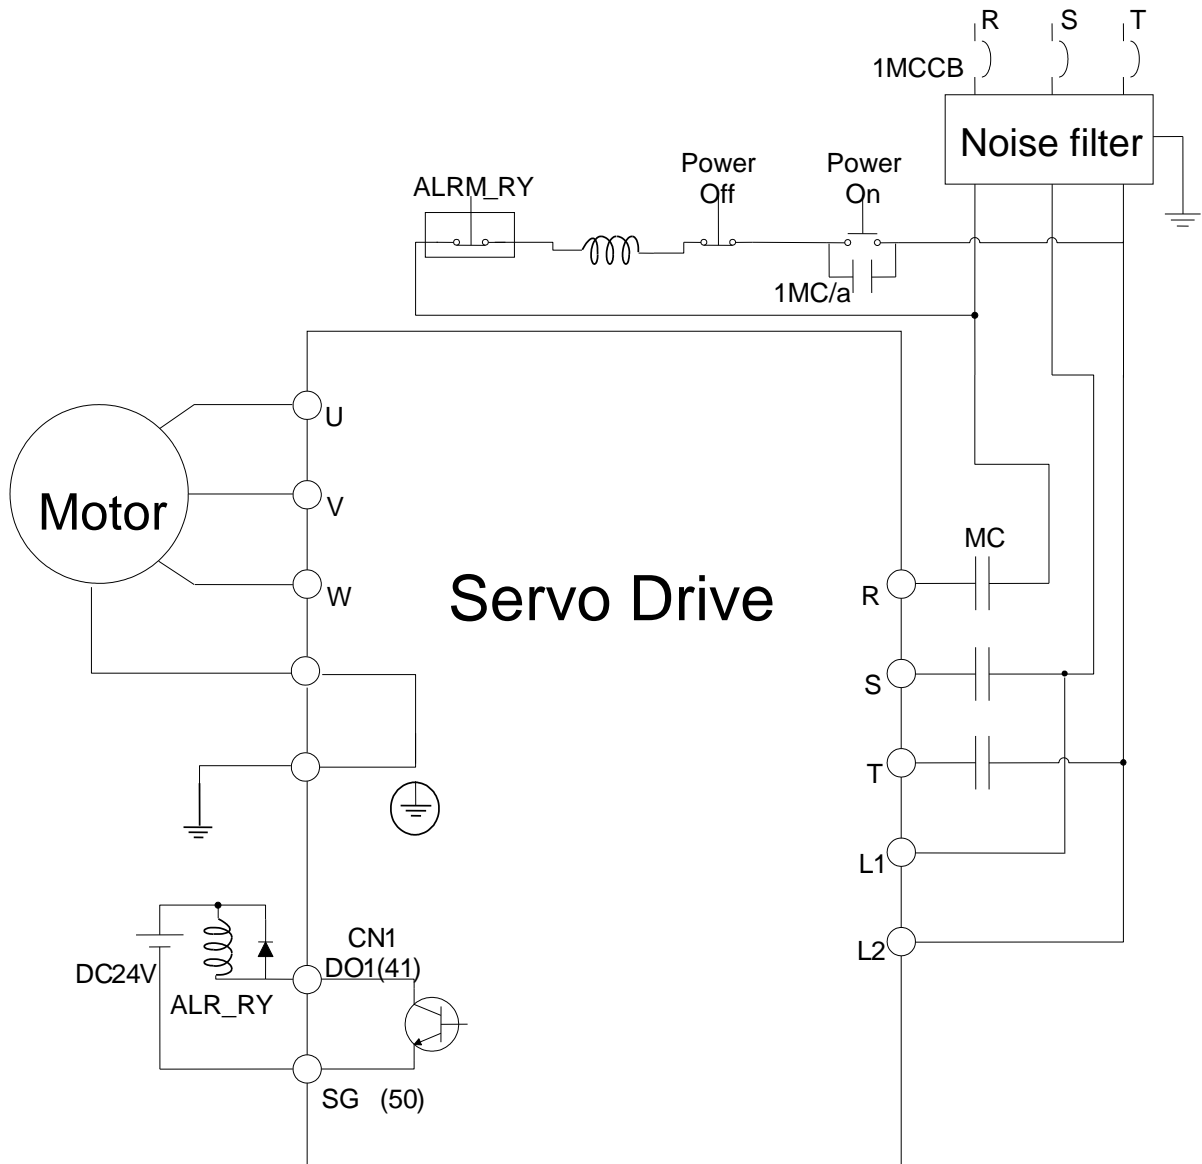 R S T
1MCCB
Noise filter
Power Off
Power On
ALRM_RY
1MC/a
U
Motor
V
W
Servo Drive
MC
R
S
T
L1
L2
CN1
DO1(41)
DC24V
ALR_RY
SG (50)